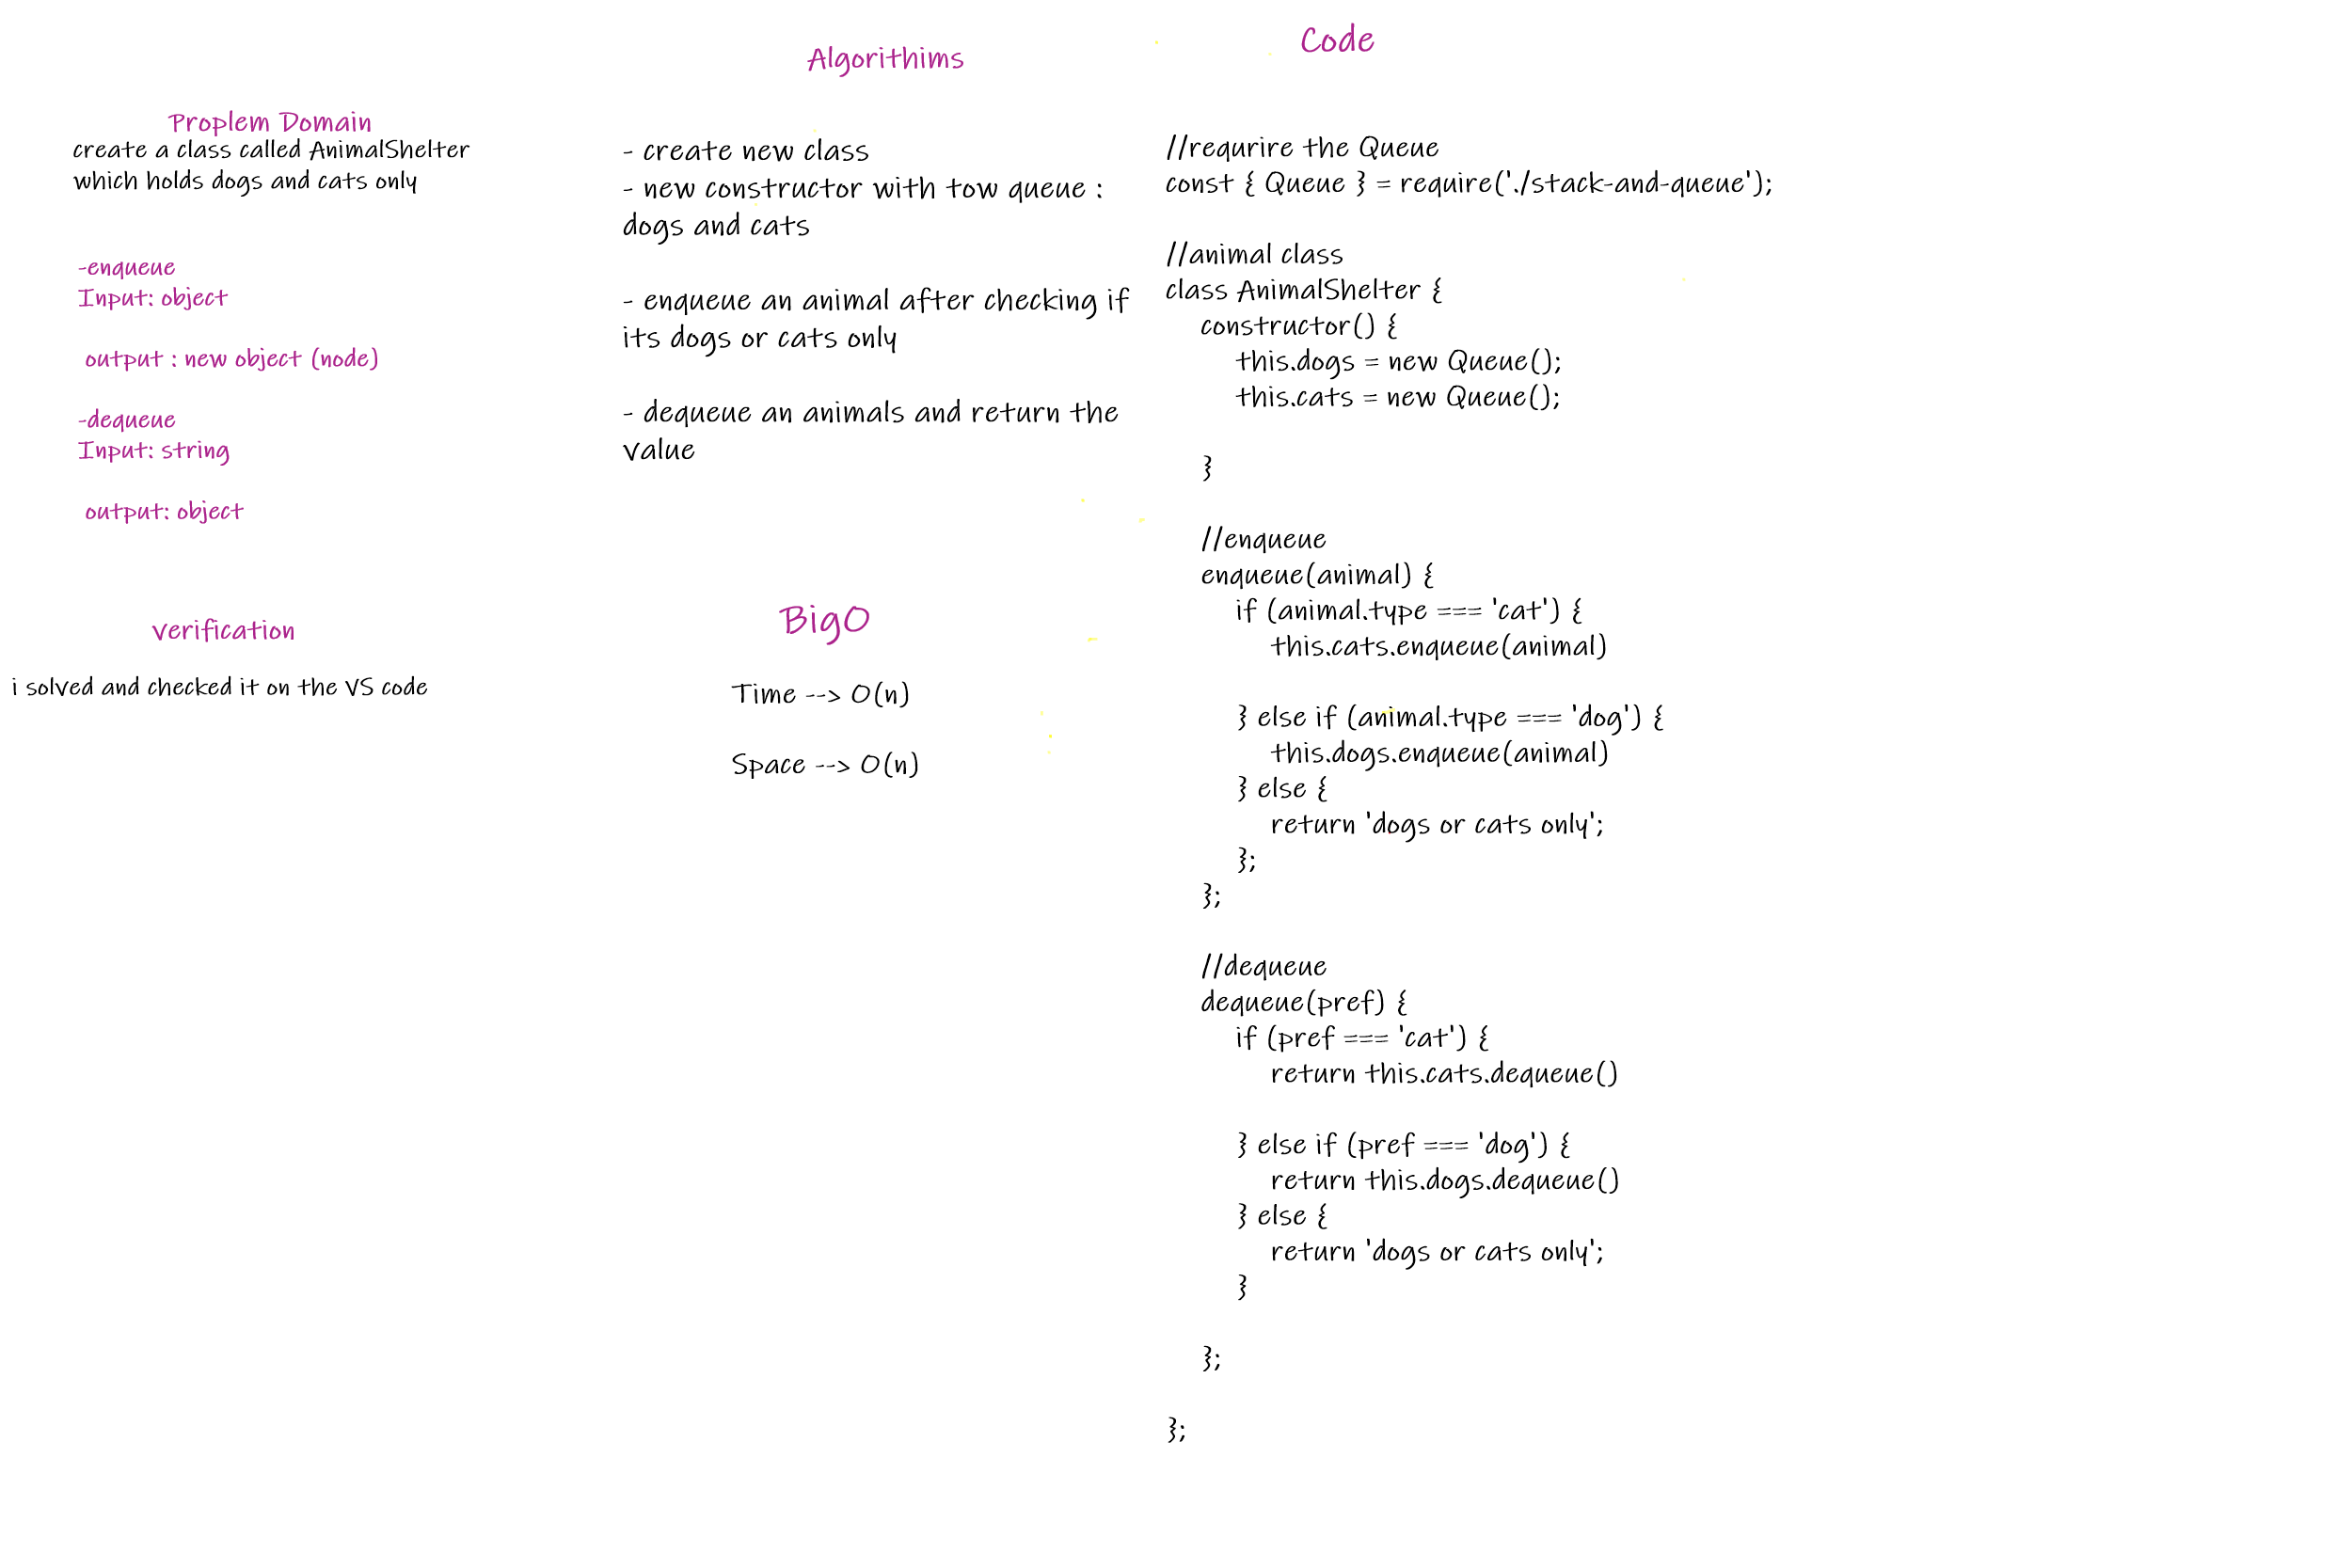 Proplem Domain
create a class called AnimalShelter
which holds dogs and cats only
-enqueue
Input: object
output : new object (node)
-dequeue
Input: string
output: object
verification
i solved and checked it on the VS code
Algorithims
- create new class
- new constructor with tow queue :
dogs and cats
- enqueue an animal after checking if
its dogs or cats only
- dequeue an animals and return the
value
BigO
Time --> O(n)
Space --> O(n)
Code
//requrire the Queue
const { Queue } = require('./stack-and-queue');
//animal class
class AnimalShelter {
constructor() {
this.dogs = new Queue();
this.cats = new Queue();
}
//enqueue
enqueue(animal) {
if (animal.type === 'cat') {
this.cats.enqueue(animal)
} else if (animal.type === 'dog') {
this.dogs.enqueue(animal)
} else {
return 'dogs or cats only';
};
};
//dequeue
dequeue(pref) {
if (pref === 'cat') {
return this.cats.dequeue()
} else if (pref === 'dog') {
return this.dogs.dequeue()
} else {
return 'dogs or cats only';
}
};
};